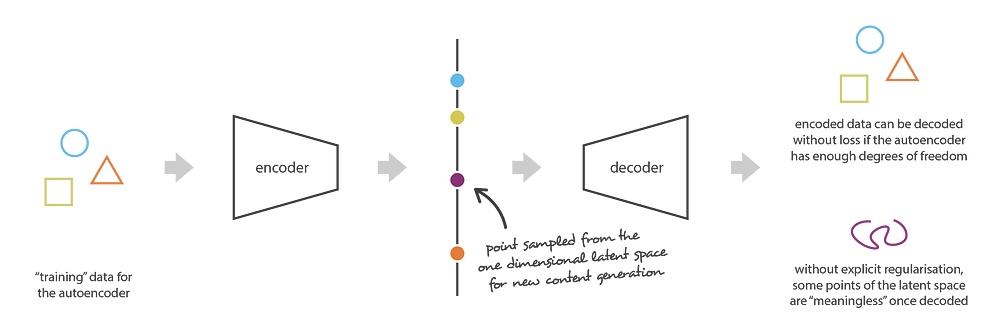 "training" data for
the autoencoder
encoder
point sampled from the
one dimensional latent space
for new content generation
decoder
encoded data can be decoded
without loss if the autoencoder
has enough degrees of freedom
without explicit regularisation,
some points of the latent space
are "meaningless" once decoded